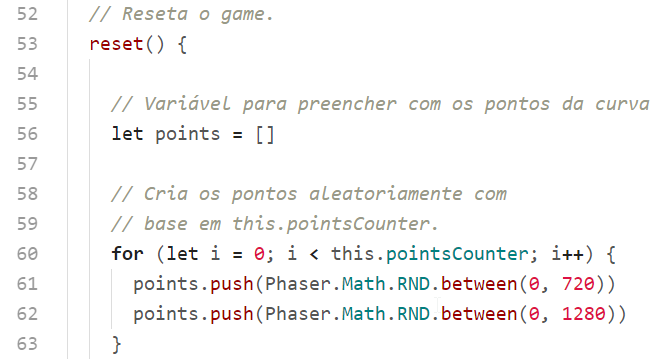 52 // Reseta o game.
53 reset() {
54
55 // Variável para preencher com os pontos da curva
56 let points = []
57
58 // Cria os pontos aleatoriamente com
59 // base em this.pointsCounter.
60 for (let i = 0; i < this.pointsCounter; i++) {
61 points.push(Phaser.Math.RND.between(0, 720))
62 points.push(Phaser.Math.RND.between(0, 1280))
63 }